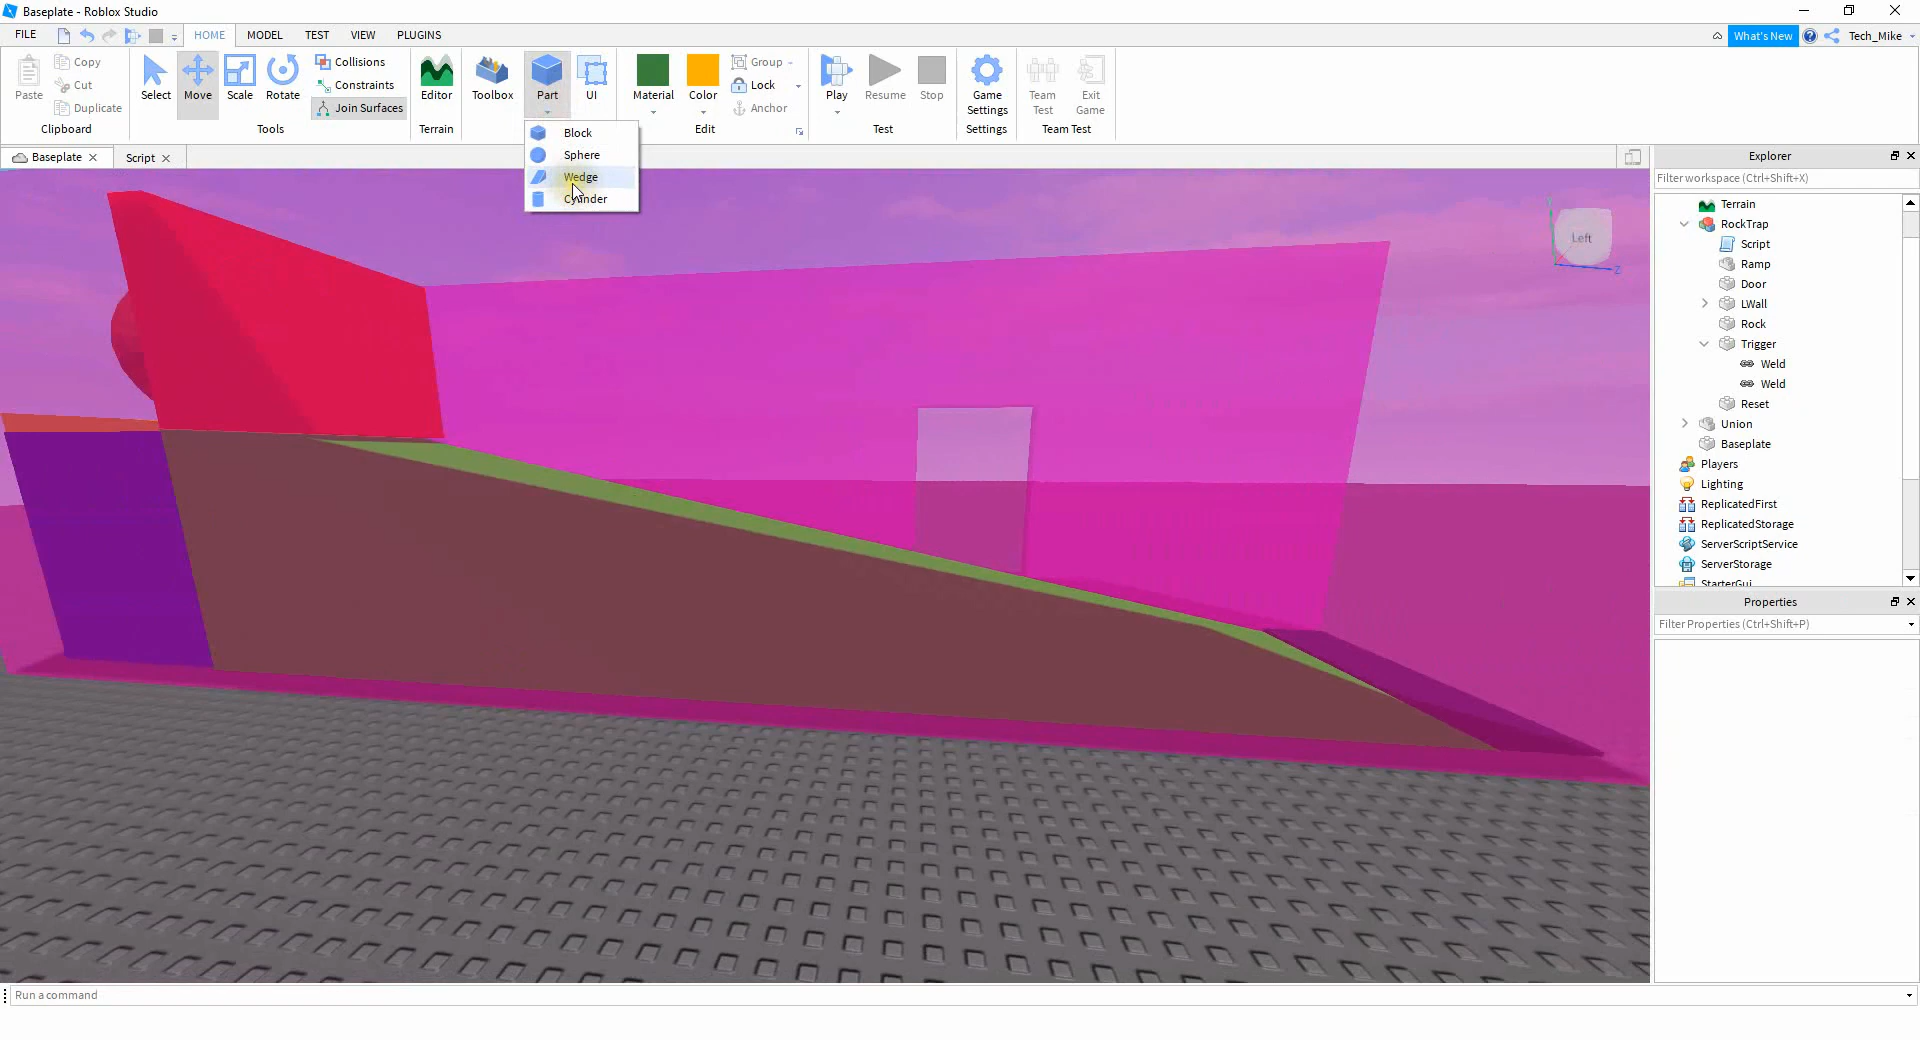 Baseplate - Roblox Studio
FILE HOME MODEL TEST VIEW PLUGINS What's New Tech_Mike
Paste Copy Cut Duplicate Clipboard
Select Move Scale Rotate Collisions Constraints Join Surfaces Tools
Editor Terrain
Toolbox Part UI
Material Color Group Lock Anchor Edit
Play Resume Stop Test
Game Settings Settings
Team Test Exit Game Team Test
Block
Sphere
Wedge
Cylinder
Baseplate Script
Left
Z
Explorer
Filter workspace (Ctrl+Shift+X)
Terrain
RockTrap
Script
Ramp
Door
LWall
Rock
Trigger
Weld
Weld
Reset
Union
Baseplate
Players
Lighting
ReplicatedFirst
ReplicatedStorage
ServerScriptService
ServerStorage
StarterGui
Properties
Filter Properties (Ctrl+Shift+P)
Run a command